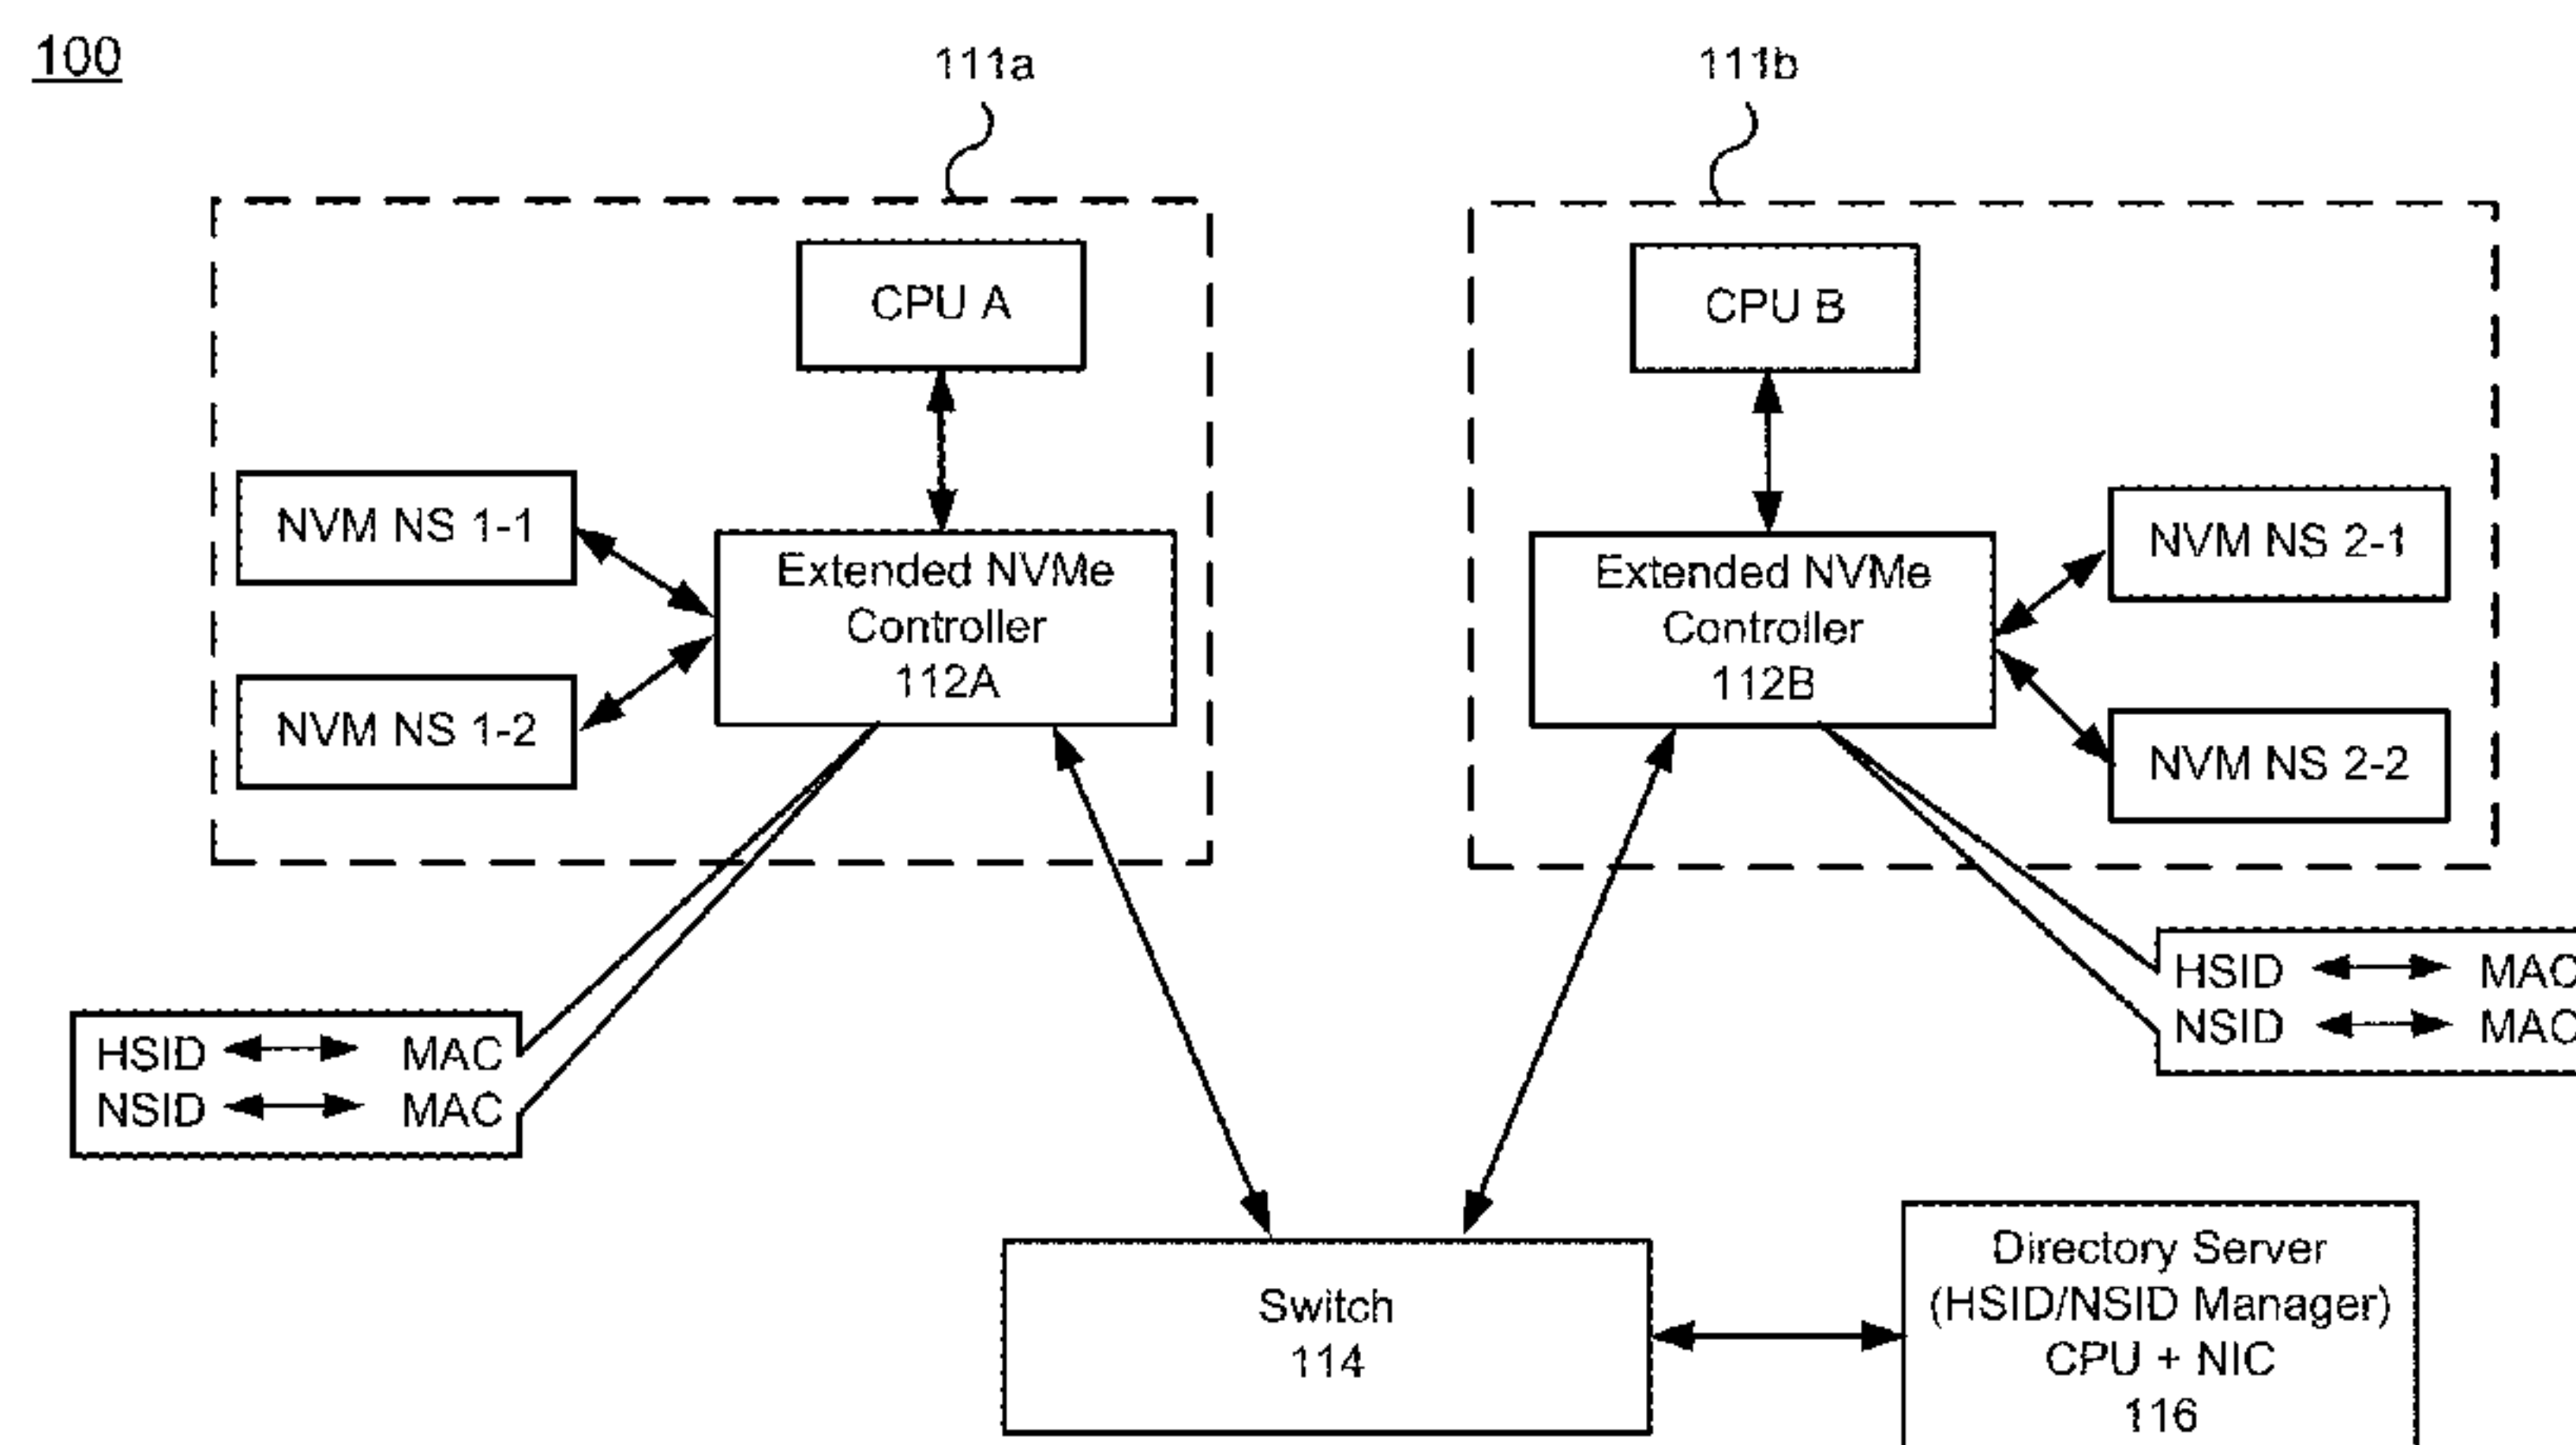 100
111a
111b
CPU A
CPU B
NVM NS 1-1
NVM NS 1-2
Extended NVMe
Controller
112A
Extended NVMe
Controller
112B
NVM NS 2-1
NVM NS 2-2
HSID MAC
NSID MAC
HSID MAC
NSID MAC
Switch
114
Directory Server
(HSID/NSID Manager)
CPU + NIC
116